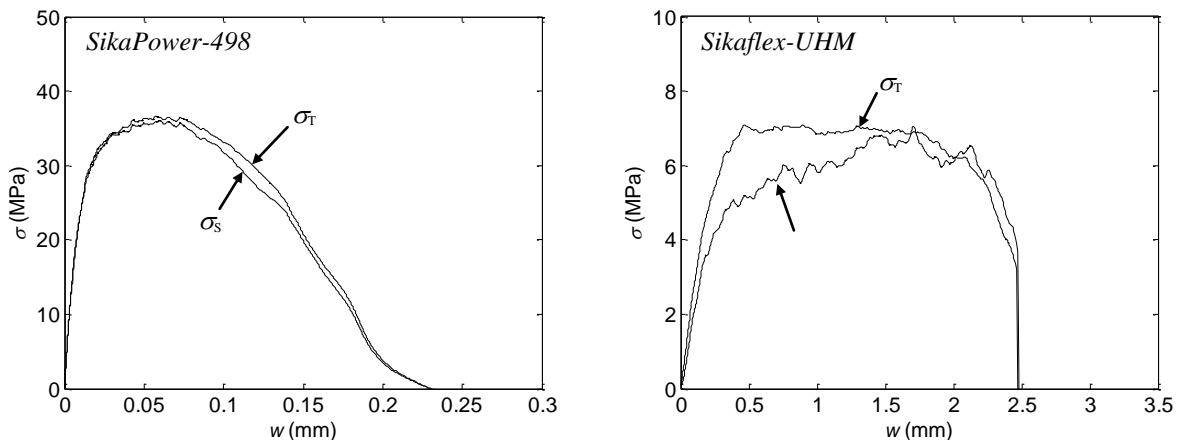 SikaPower-498
σT
σS
50
40
30
20
10
0
σ (MPa)
0 0.05 0.1 0.15 0.2 0.25 0.3
w (mm)
Sikaflex-UHM
σT
10
8
6
4
2
0
σ (MPa)
0 0.5 1 1.5 2 2.5 3 3.5
w (mm)